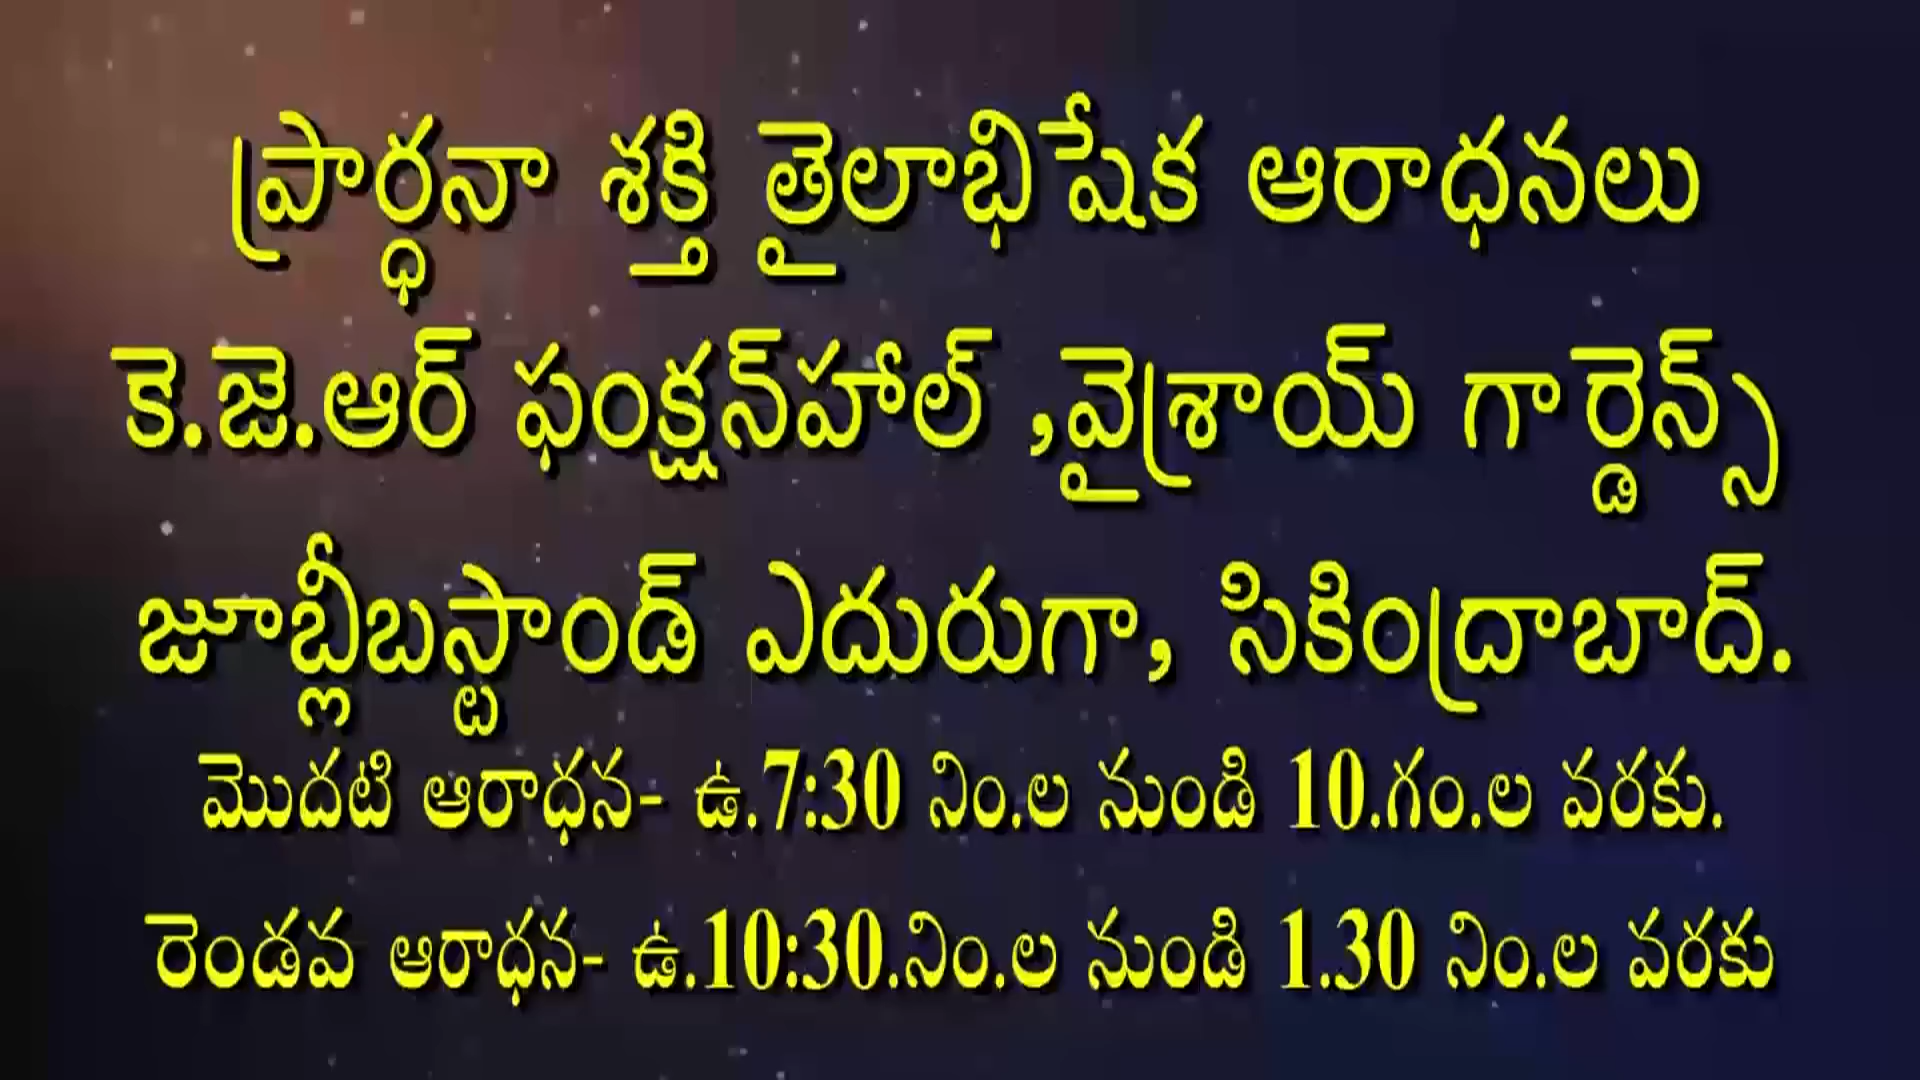 ప్రార్ధనా శక్తి తైలాభిషేక ఆరాధనలు
కె.జె.ఆర్ ఫంక్షన్‌హాల్ ,వైశ్రాయ్ గార్డెన్స్
జూబ్లీబస్టాండ్ ఎదురుగా, సికింద్రాబాద్.
మొదటి ఆరాధన- ఉ.7:30 నిం.ల నుండి 10.గం.ల వరకు.
రెండవ ఆరాధన- ఉ.10:30.నిం.ల నుండి 1.30 నిం.ల వరకు